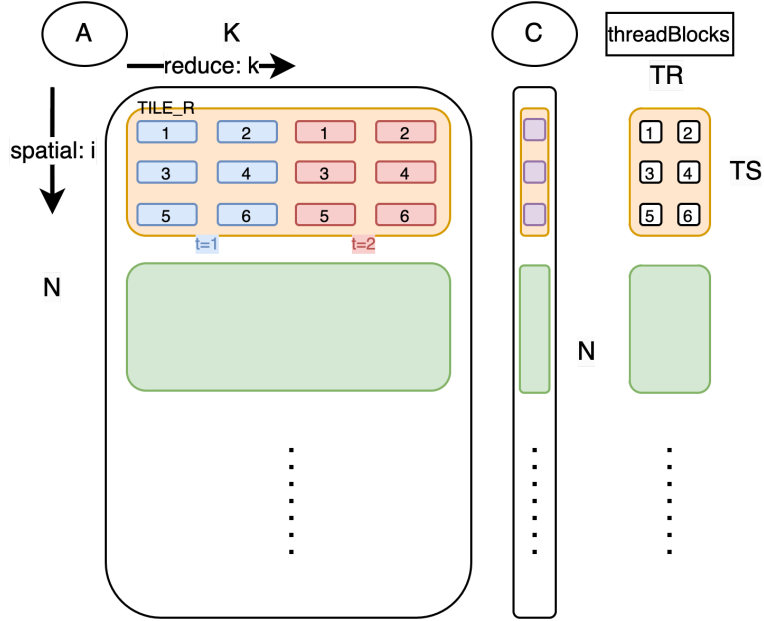 A
K
C
threadBlocks
reduce: k
TR
TILE_R
spatial: i
1 2 1 2
1 2
3 4 3 4
3 4
TS
5 6 5 6
5 6
t=1
t=2
N
N